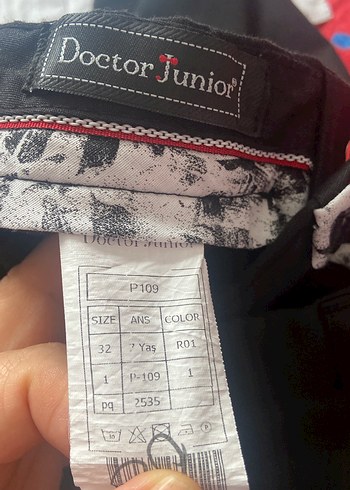 Doctor Junior®
Doctor Junior
P109
SIZE ANS COLOR
32 7 Yaş R01
1 P-109 1
pq 2535